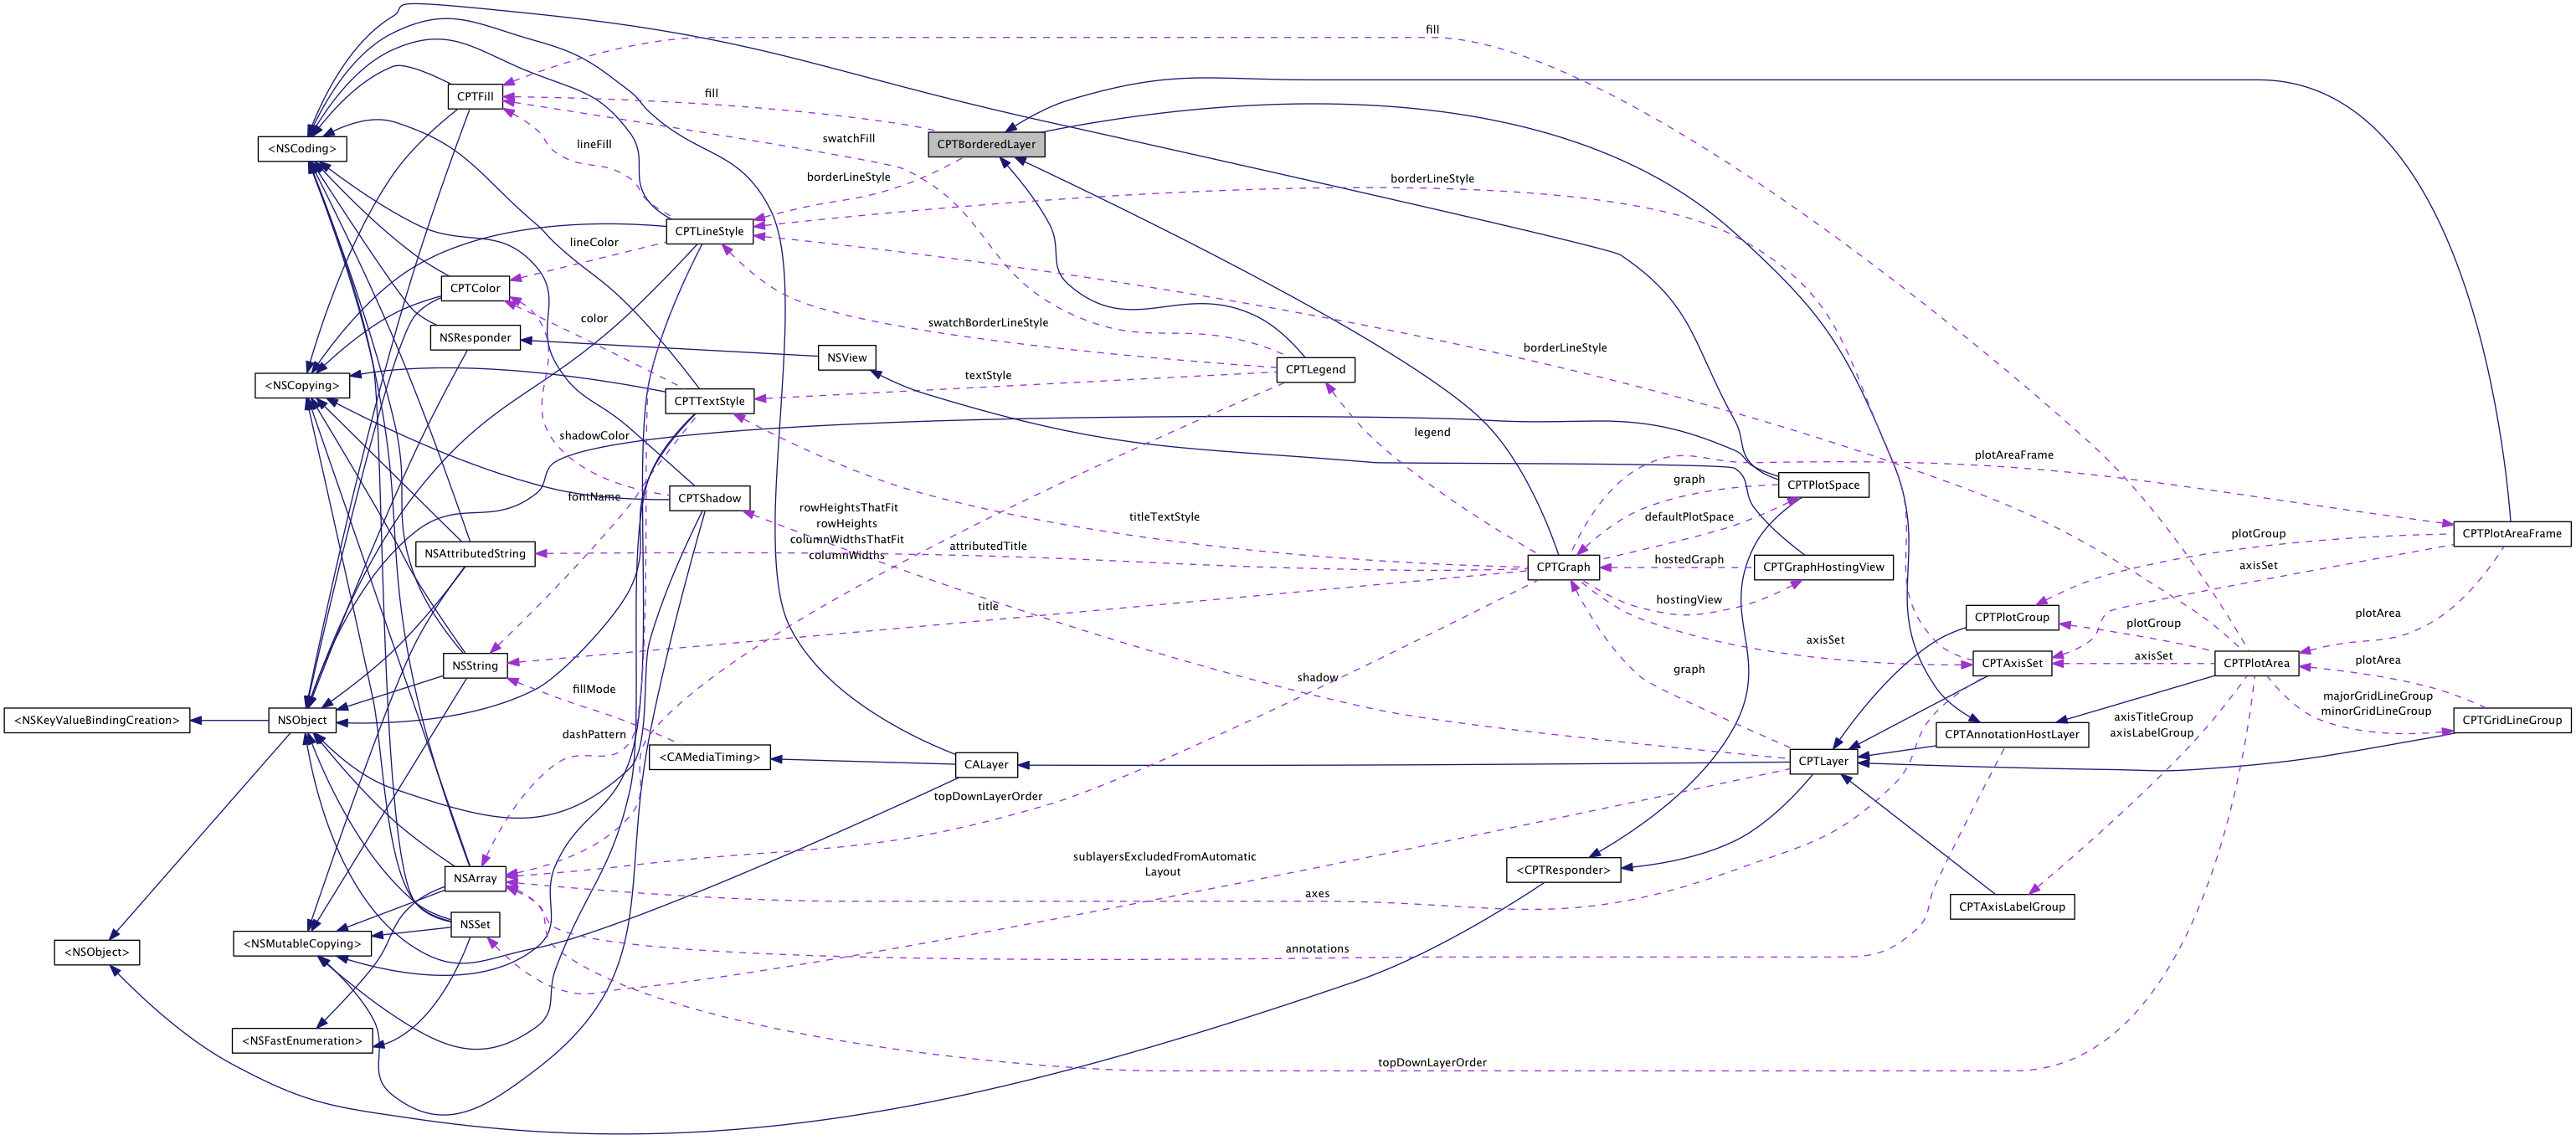 fill
fill
CPTFill
swatchFill
lineFill
<NSCoding>
CPTBorderedLayer
borderLineStyle
borderLineStyle
CPTLineStyle
lineColor
CPTColor
color
swatchBorderLineStyle
NSResponder
NSView
borderLineStyle
CPTLegend
textStyle
<NSCopying>
CPTTextStyle
shadowColor
legend
plotAreaFrame
fontName
CPTShadow
rowHeightsThatFit
rowHeights
columnWidthsThatFit
columnWidths
graph
CPTPlotSpace
titleTextStyle
defaultPlotSpace
CPTPlotAreaFrame
plotGroup
NSAttributedString
attributedTitle
hostedGraph
CPTGraph
CPTGraphHostingView
axisSet
title
hostingView
CPTPlotGroup
plotArea
plotGroup
axisSet
NSString
CPTAxisSet
axisSet
CPTPlotArea
plotArea
shadow
graph
fillMode
majorGridLineGroup
minorGridLineGroup
axisTitleGroup
axisLabelGroup
<NSKeyValueBindingCreation>
NSObject
CPTGridLineGroup
dashPattern
CPTAnnotationHostLayer
<CAMediaTiming>
CALayer
CPTLayer
topDownLayerOrder
sublayersExcludedFromAutomatic
Layout
<CPTResponder>
NSArray
axes
CPTAxisLabelGroup
NSSet
<NSMutableCopying>
<NSObject>
annotations
<NSFastEnumeration>
topDownLayerOrder